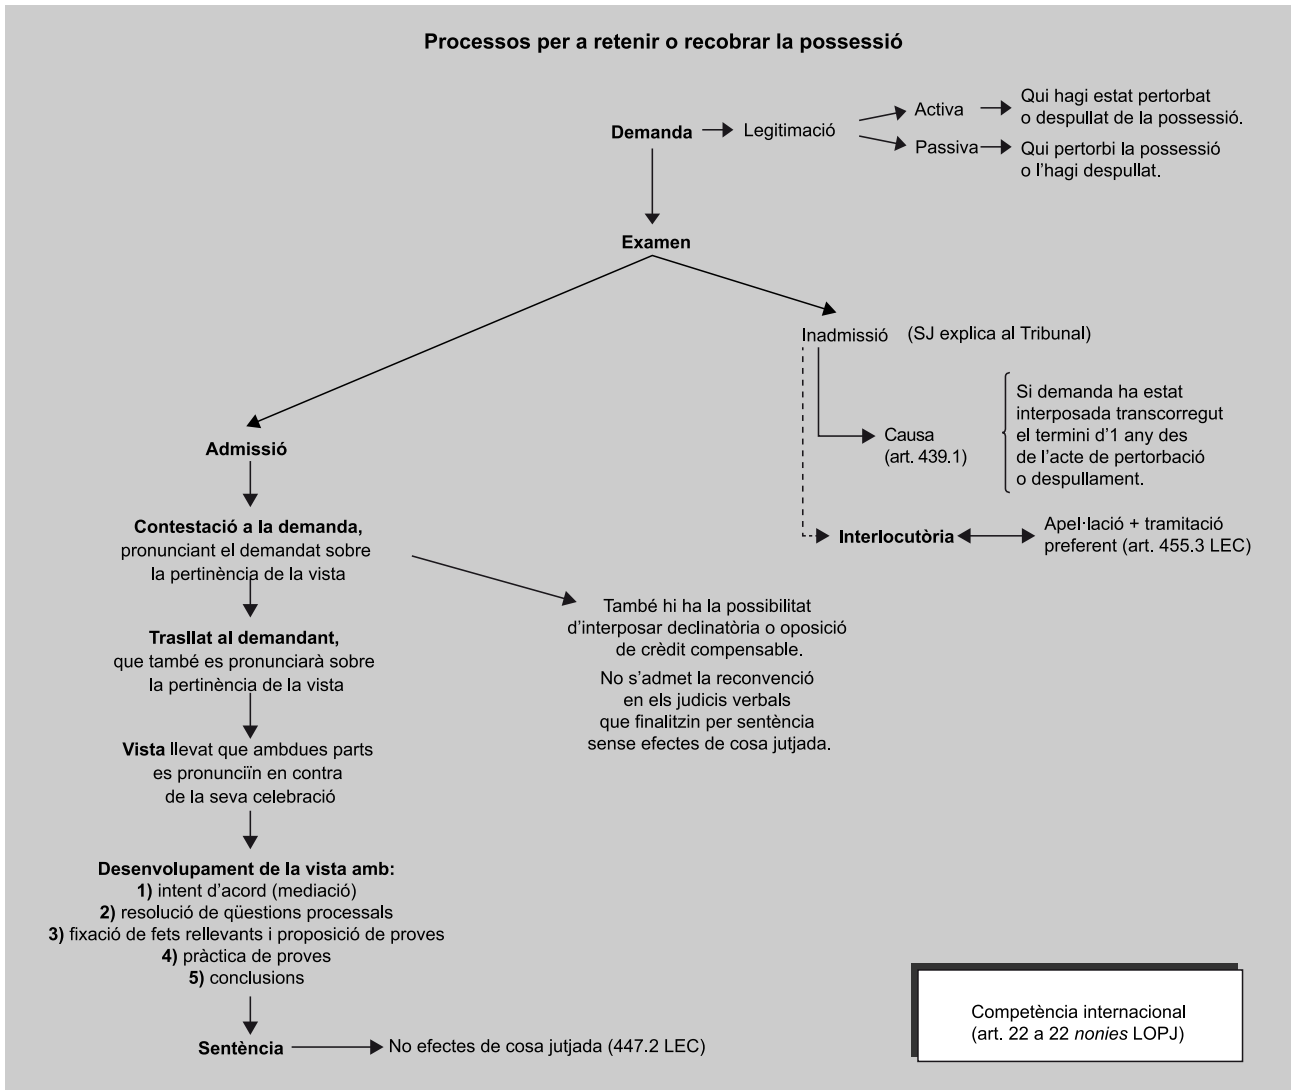 Processos per a retenir o recobrar la possessió
Demanda
Legitimació
Activa
Qui hagi estat pertorbat
o despullat de la possessió.
Passiva
Qui pertorbi la possessió
o l'hagi despullat.
Examen
Inadmissió (SJ explica al Tribunal)
Causa
(art. 439.1)
Si demanda ha estat
interposada transcorregut
el termini d'1 any des
de l'acte de pertorbació
o despullament.
Interlocutòria
Apel·lació + tramitació
preferent (art. 455.3 LEC)
Admissió
Contestació a la demanda,
pronunciant el demandat sobre
la pertinència de la vista
També hi ha la possibilitat
d'interposar declinatòria o oposició
de crèdit compensable.
No s'admet la reconvenció
en els judicis verbals
que finalitzin per sentència
sense efectes de cosa jutjada.
Trasllat al demandant,
que també es pronunciarà sobre
la pertinència de la vista
Vista llevat que ambdues parts
es pronunciïn en contra
de la seva celebració
Desenvolupament de la vista amb:
1) intent d'acord (mediació)
2) resolució de qüestions processals
3) fixació de fets rellevants i proposició de proves
4) pràctica de proves
5) conclusions
Sentència
No efectes de cosa jutjada (447.2 LEC)
Competència internacional
(art. 22 a 22 nonies LOPJ)